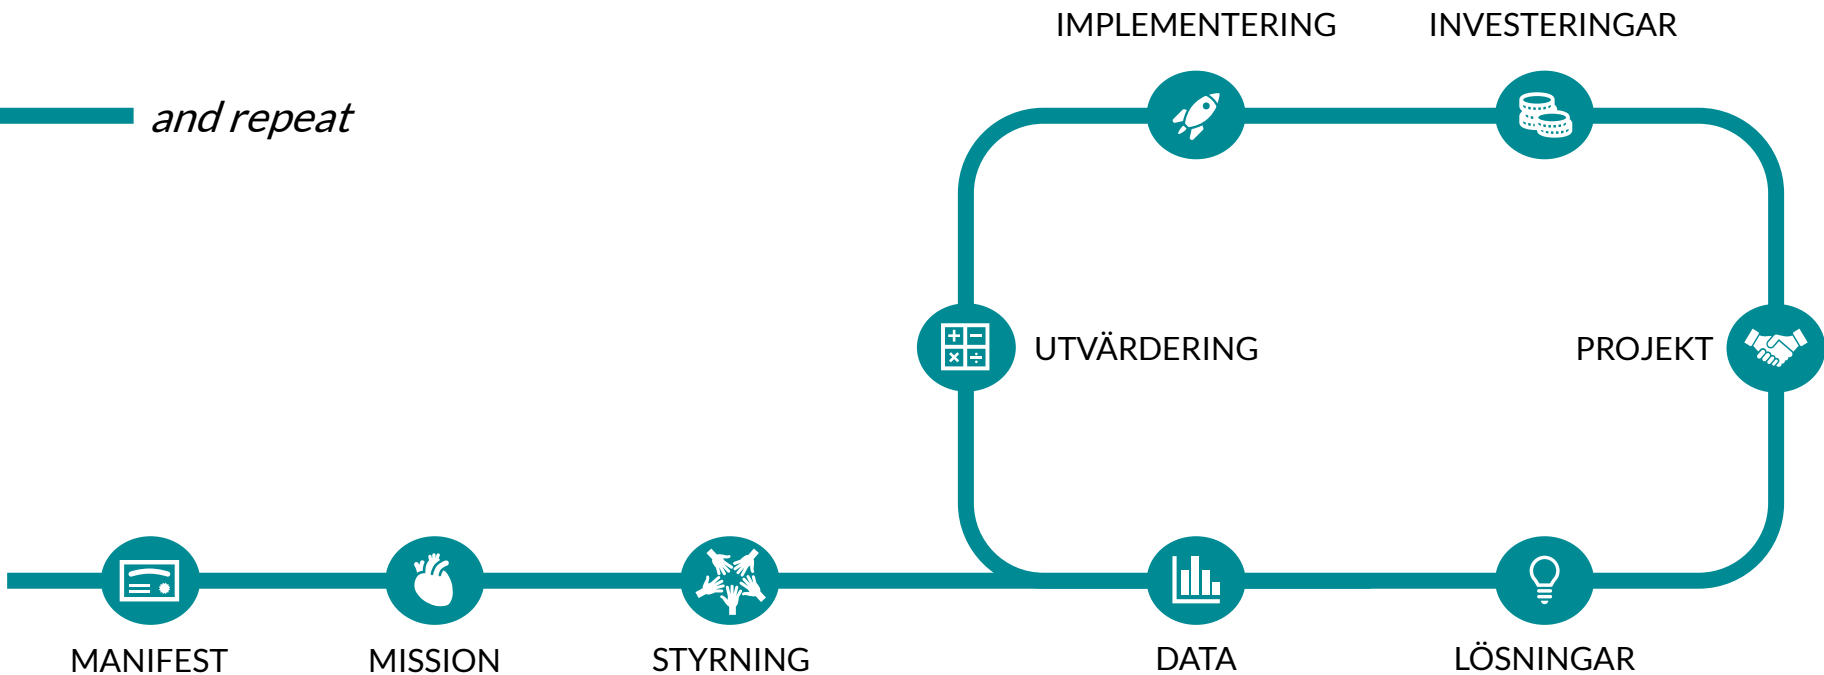 IMPLEMENTERING
INVESTERINGAR
and repeat
UTVÄRDERING
PROJEKT
MANIFEST
MISSION
STYRNING
DATA
LÖSNINGAR